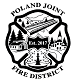 POLAND JOINT
Est. 2017
FIRE DISTRICT